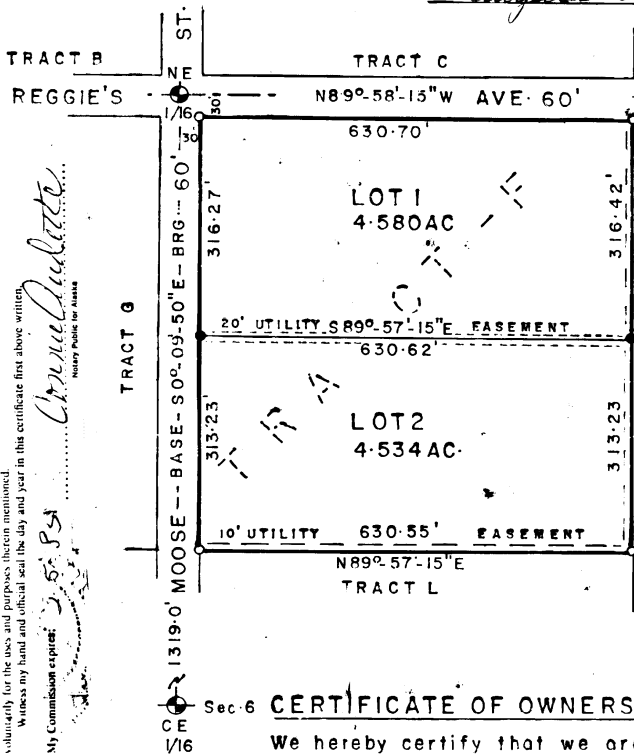 ST.
TRACT B
TRACT C
NE
REGGIE'S
N89°-58'-15"W AVE. 60'
1/16
30'
30'
630.70'
316.27'
LOT 1
4.580AC
316.42'
20' UTILITY S89°-57'-15"E EASEMENT
630.62'
TRACT G
MOOSE--BASE-S0°-09'-50"E-BRG-- 60'
TRACT F
313.23'
LOT 2
4.534AC.
313.23
10' UTILITY 630.55' EASEMENT
N89°-57'-15"E
TRACT L
1319.0'
Sec.6
CE
1/16
CERTIFICATE OF OWNERS
We hereby certify that we are
voluntarily for the uses and purposes therein mentioned.
Witness my hand and official seal the day and year in this certificate first above written.
My Commission expires:
Notary Public for Alaska